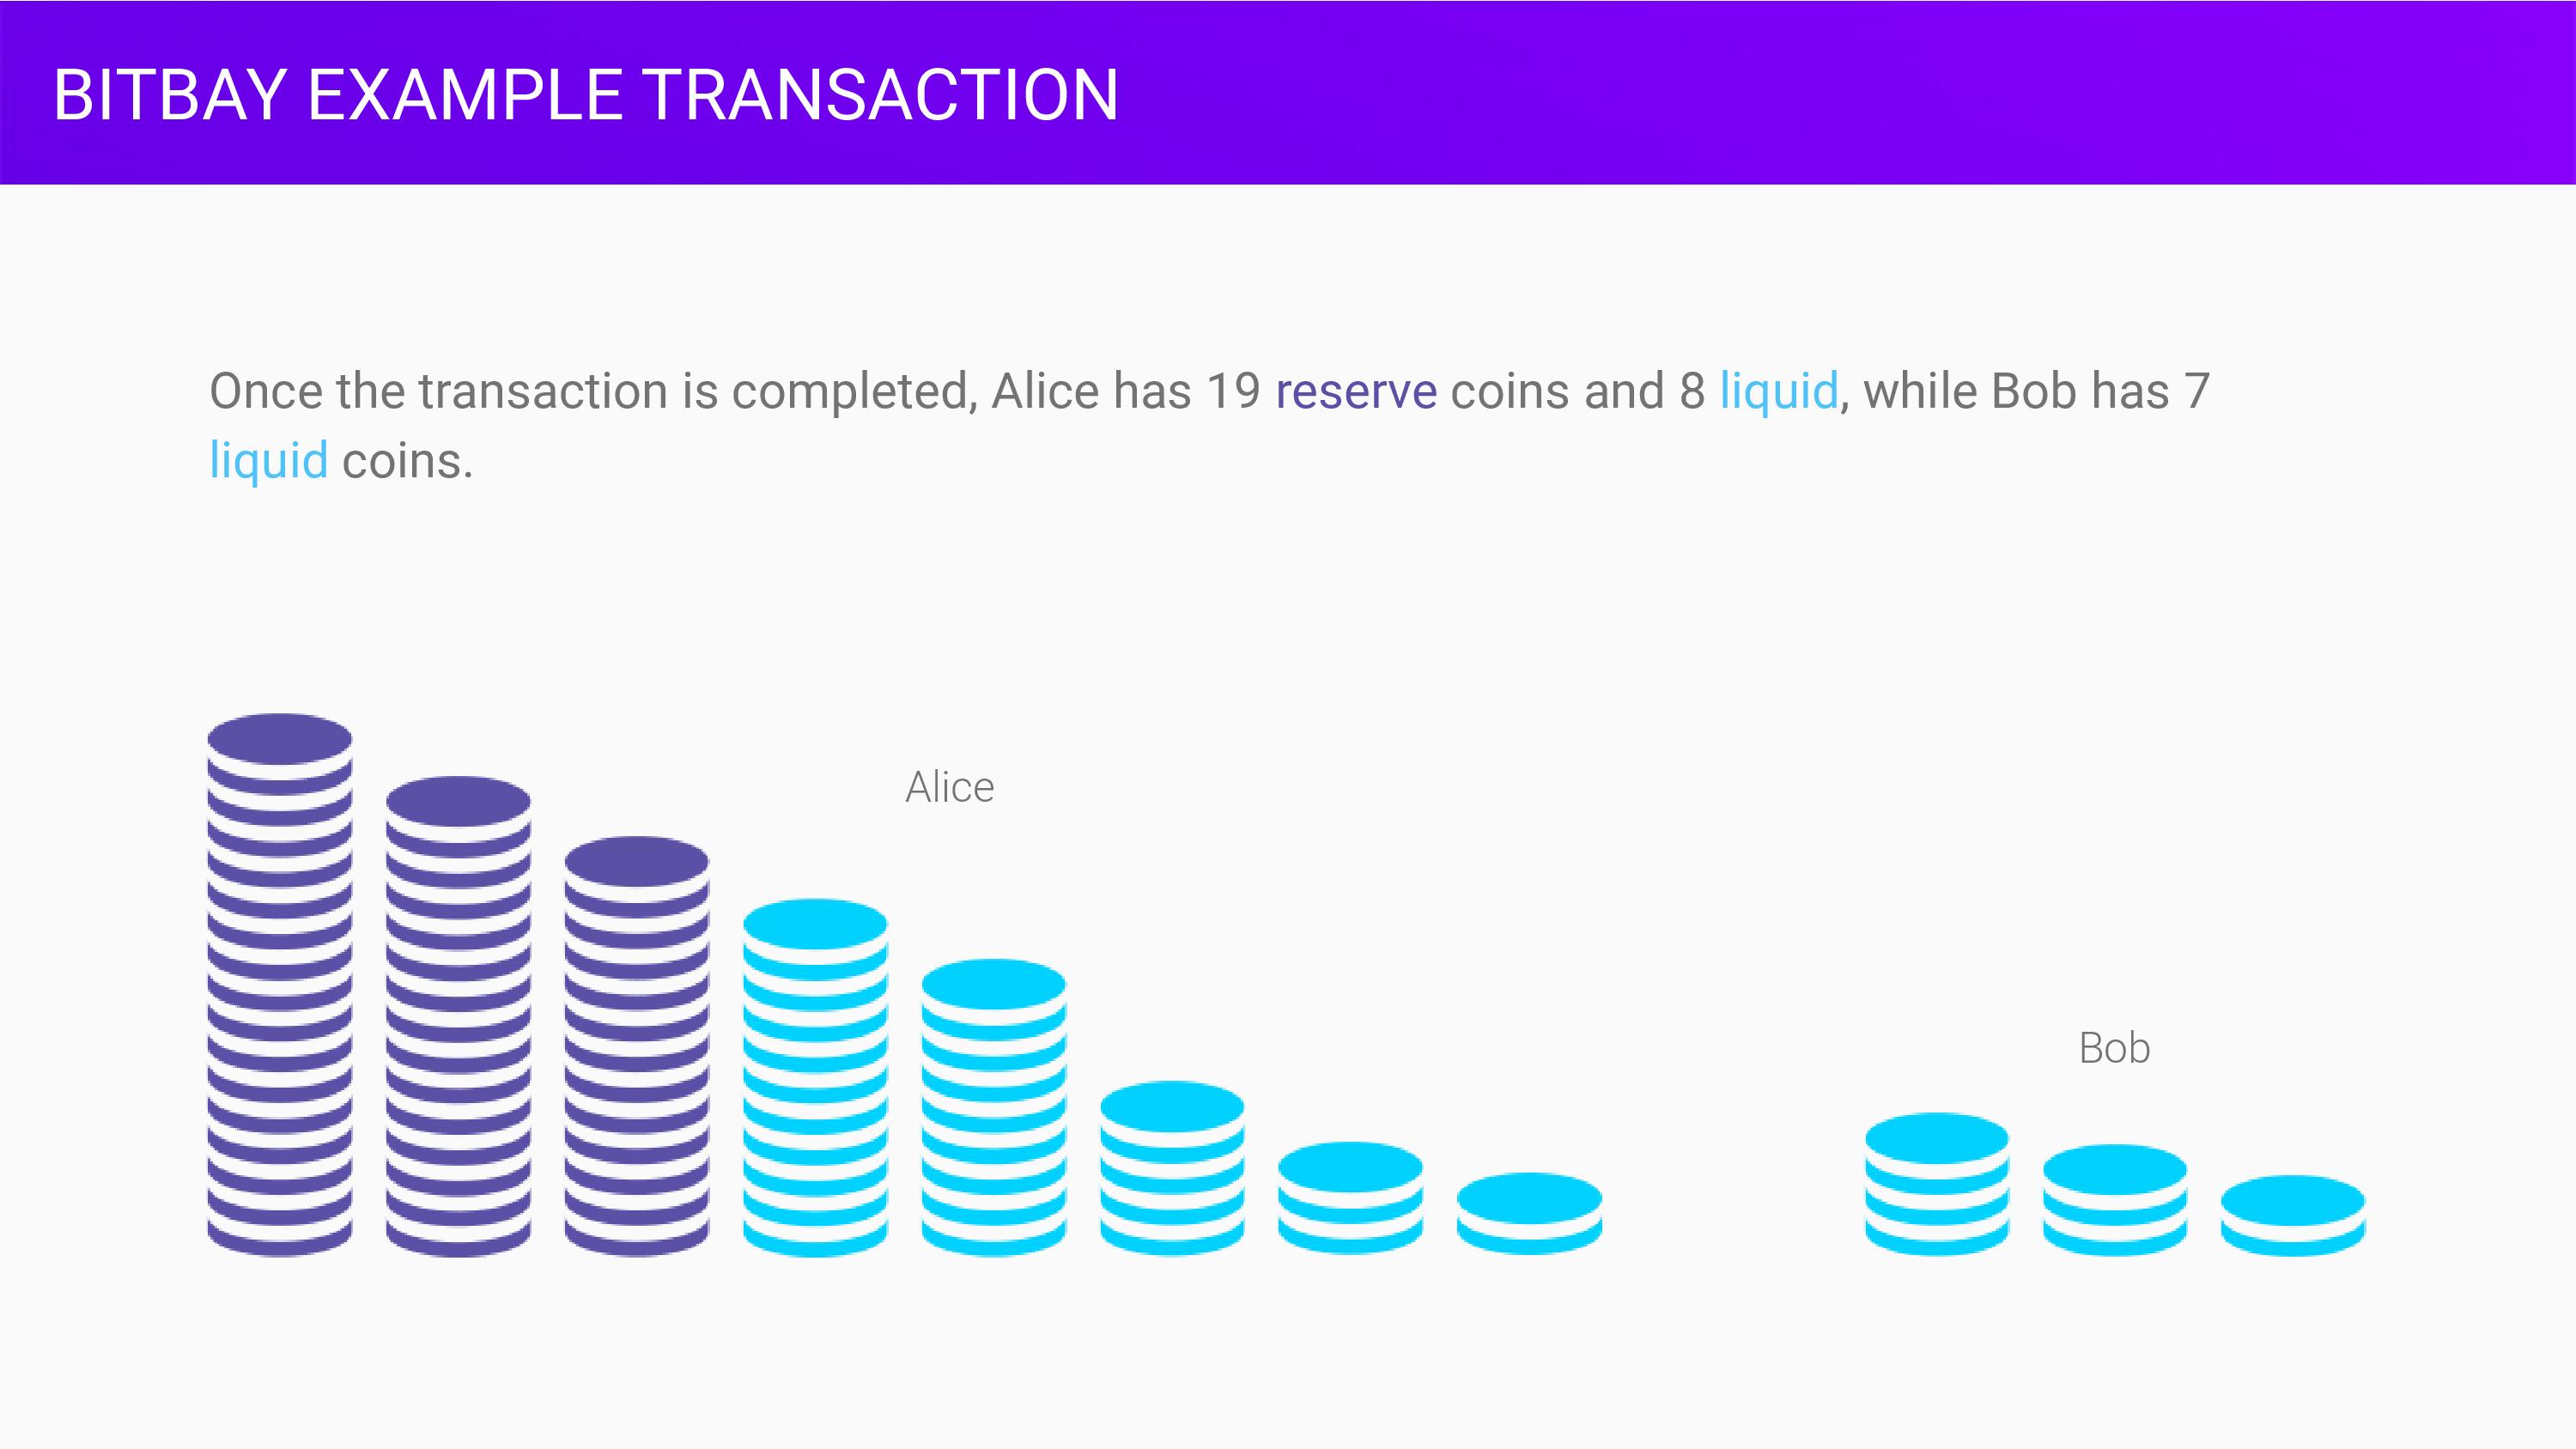 BITBAY EXAMPLE TRANSACTION
Once the transaction is completed, Alice has 19 reserve coins and 8 liquid, while Bob has 7
liquid coins.
Alice
Bob